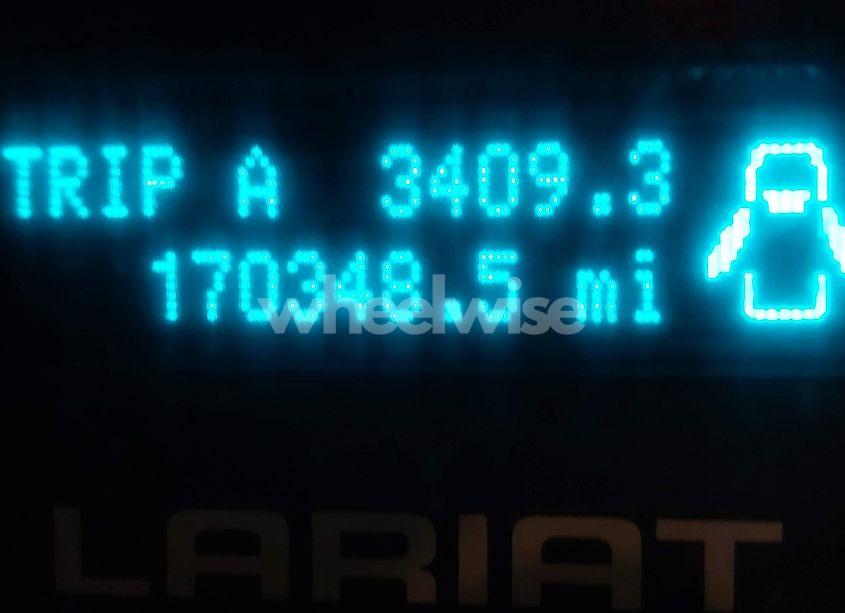 TRIP A 3409.3
170348.5 mi
wheelwise
LARIAT